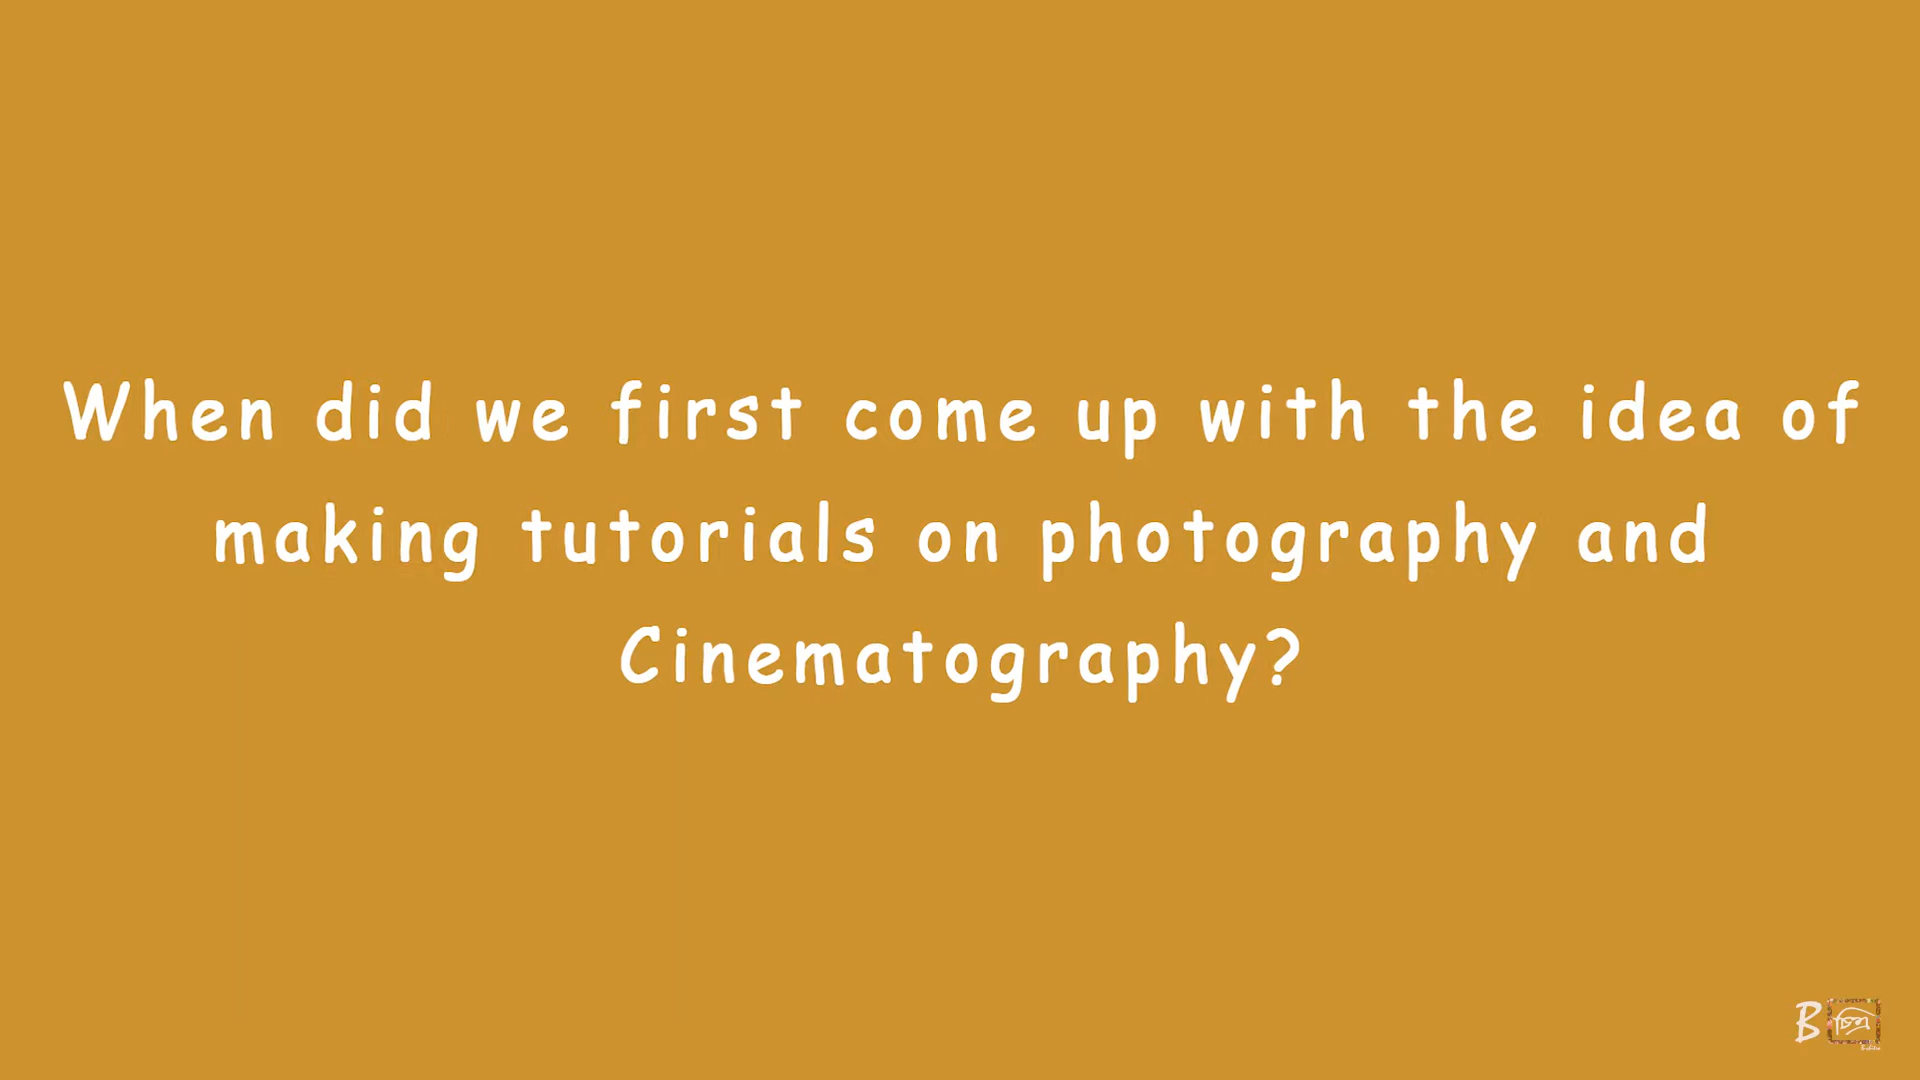 When did we first come up with the idea of
making tutorials on photography and
Cinematography?
B চিত্র